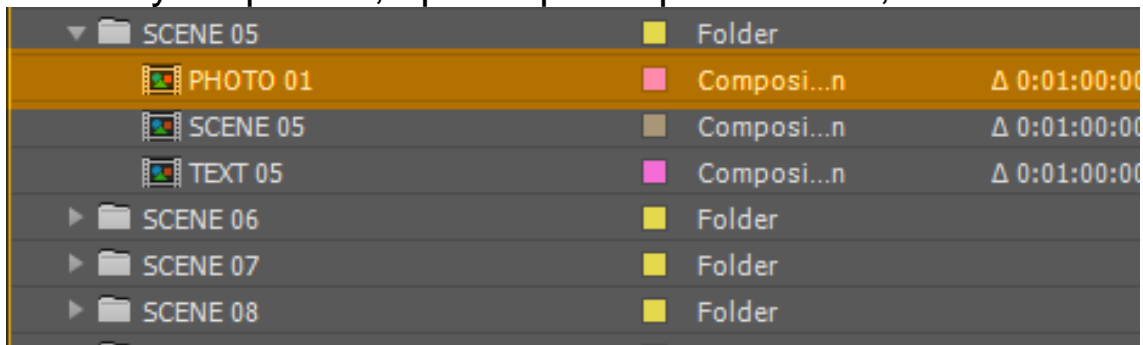 SCENE 05 Folder
PHOTO 01 Composi...n Δ 0:01:00:00
SCENE 05 Composi...n Δ 0:01:00:00
TEXT 05 Composi...n Δ 0:01:00:00
SCENE 06 Folder
SCENE 07 Folder
SCENE 08 Folder